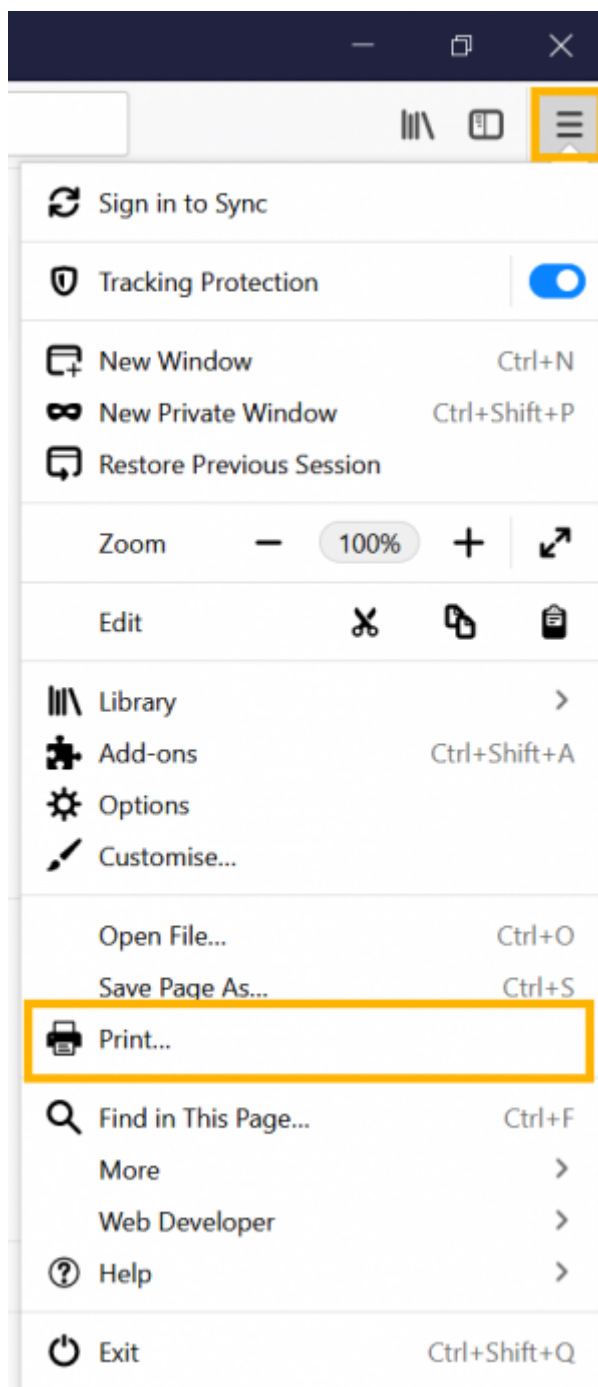 Sign in to Sync
Tracking Protection
New Window Ctrl+N
New Private Window Ctrl+Shift+P
Restore Previous Session
Zoom 100%
Edit
Library
Add-ons Ctrl+Shift+A
Options
Customise...
Open File... Ctrl+O
Save Page As... Ctrl+S
Print...
Find in This Page... Ctrl+F
More
Web Developer
Help
Exit Ctrl+Shift+Q